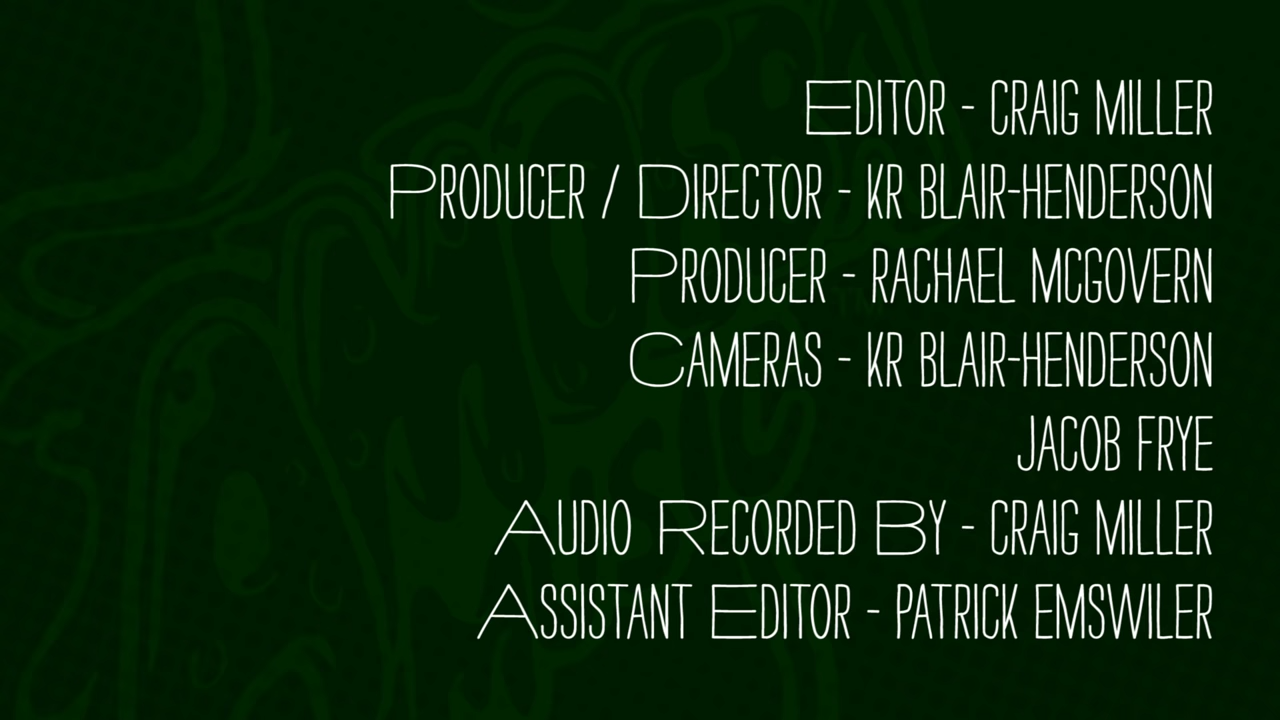 Editor - CRAIG MILLER
Producer / Director - KR BLAIR-HENDERSON
Producer - RACHAEL MCGOVERN
Cameras - KR BLAIR-HENDERSON
JACOB FRYE
Audio Recorded By - CRAIG MILLER
Assistant Editor - PATRICK EMSWILER